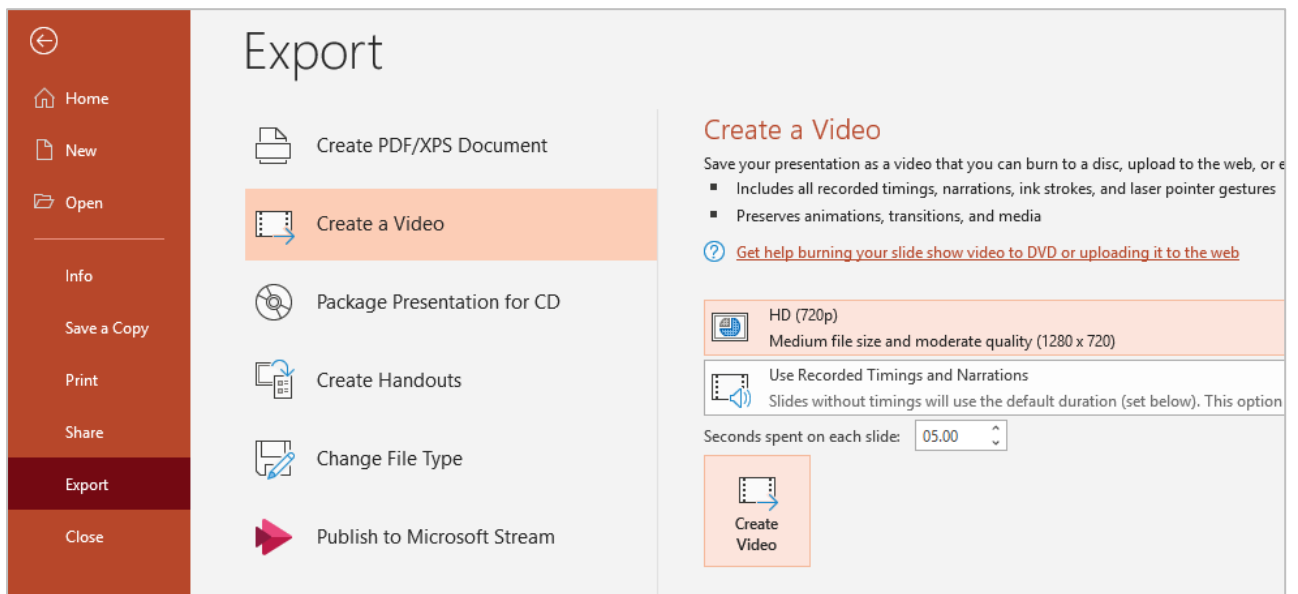 Export
Home
New
Open
Info
Save a Copy
Print
Share
Export
Close
Create PDF/XPS Document
Create a Video
Package Presentation for CD
Create Handouts
Change File Type
Publish to Microsoft Stream
Create a Video
Save your presentation as a video that you can burn to a disc, upload to the web, or e
Includes all recorded timings, narrations, ink strokes, and laser pointer gestures
Preserves animations, transitions, and media
Get help burning your slide show video to DVD or uploading it to the web
HD (720p)
Medium file size and moderate quality (1280 x 720)
Use Recorded Timings and Narrations
Slides without timings will use the default duration (set below). This option
Seconds spent on each slide: 05.00
Create
Video